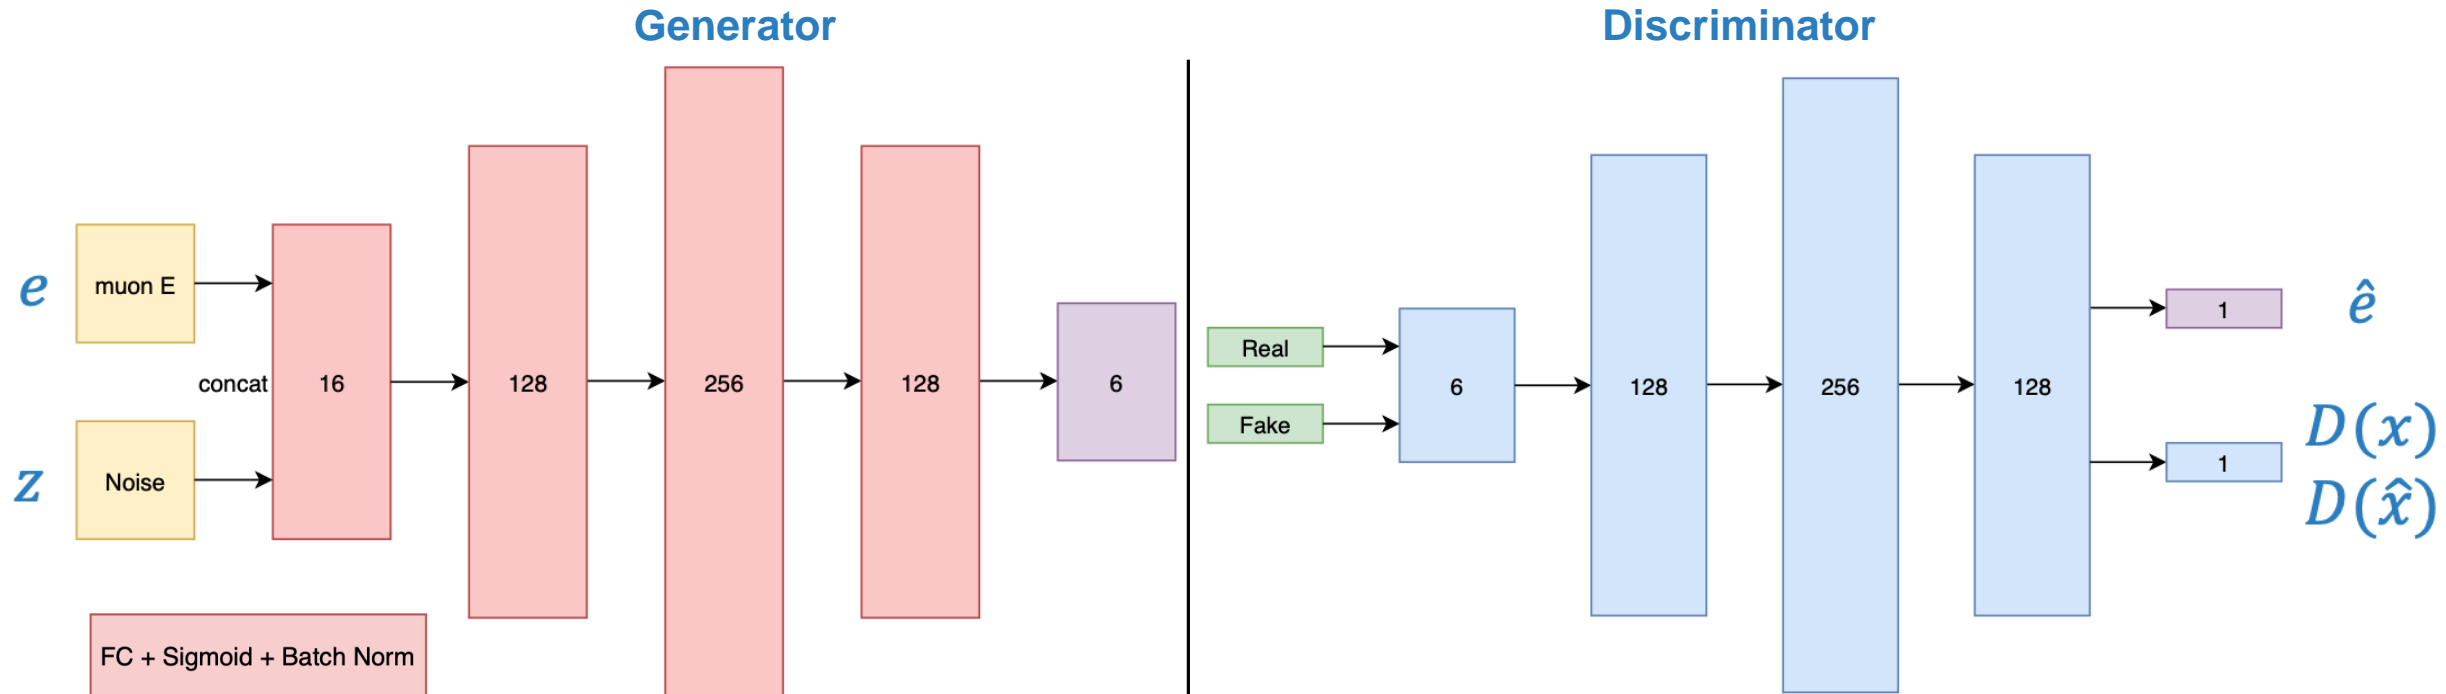 Generator
e
muon E
concat
z
Noise
16
128
256
128
6
FC + Sigmoid + Batch Norm
Discriminator
Real
Fake
6
128
256
128
1
ê
1
D(x)
D(x̂)